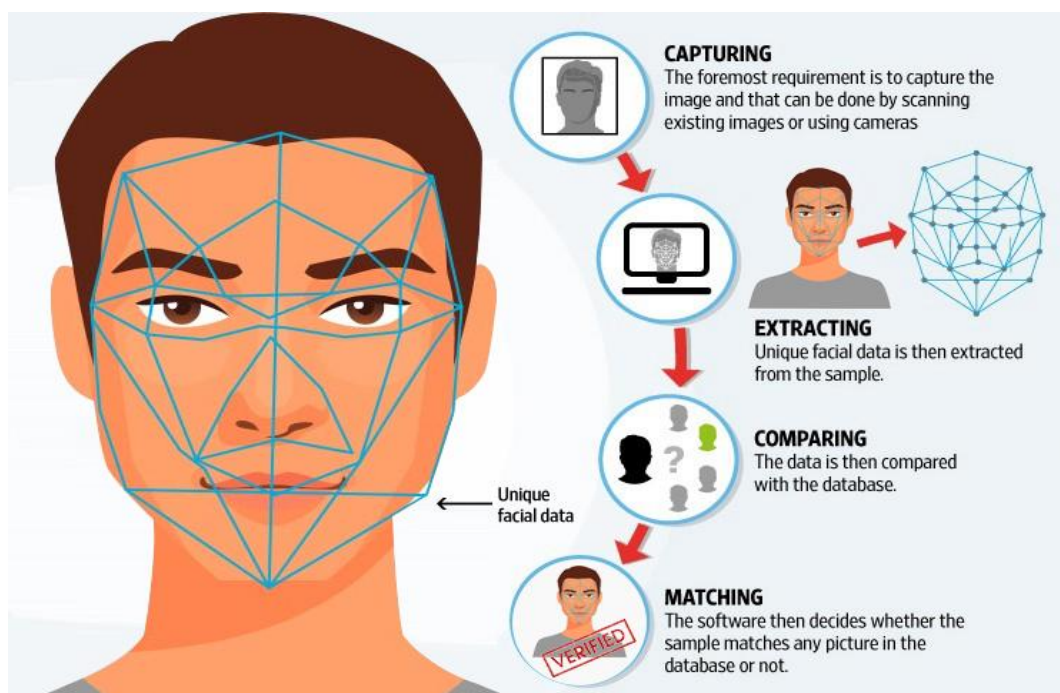 CAPTURING
The foremost requirement is to capture the
image and that can be done by scanning
existing images or using cameras
EXTRACTING
Unique facial data is then extracted
from the sample.
Unique
facial data
?
COMPARING
The data is then compared
with the database.
MATCHING
The software then decides whether the
sample matches any picture in the
database or not.
VERIFIED